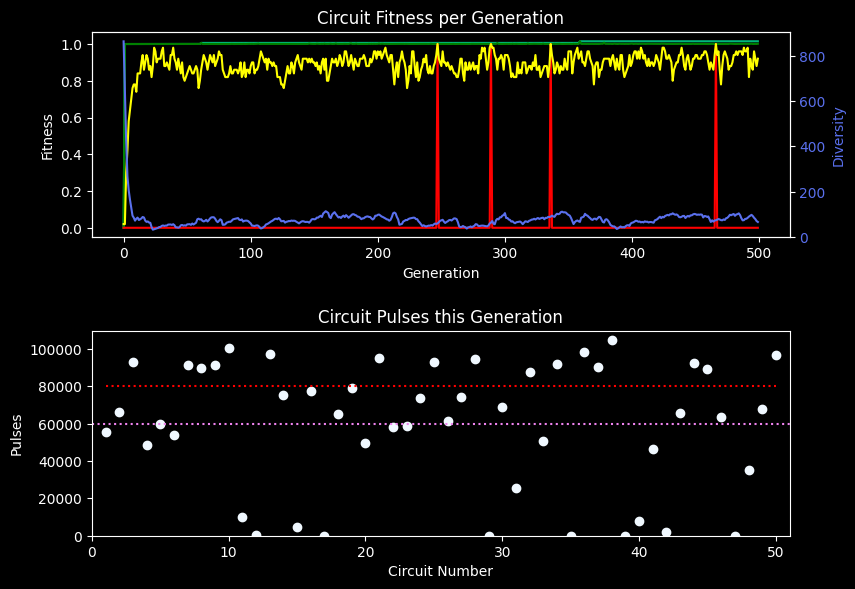 Circuit Fitness per Generation
1.0
0.8
0.6
0.4
0.2
0.0
Fitness
800
600
400
200
0
Diversity
0 100 200 300 400 500
Generation
Circuit Pulses this Generation
100000
80000
60000
40000
20000
0
Pulses
0 10 20 30 40 50
Circuit Number